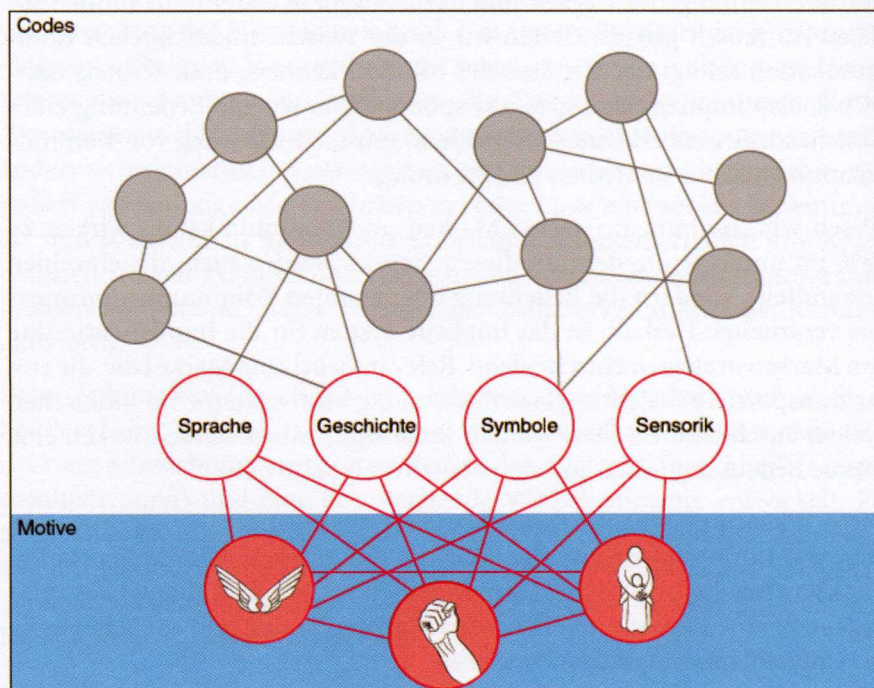 Codes
Sprache
Geschichte
Symbole
Sensorik
Motive